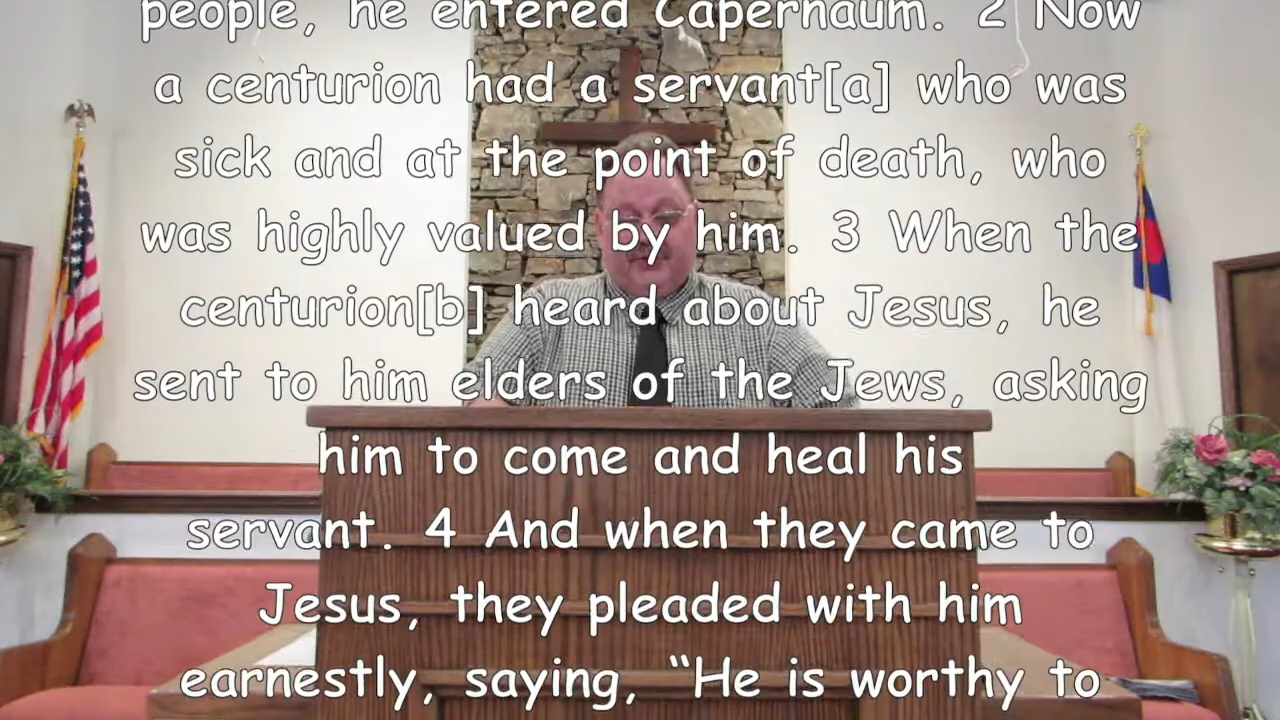 people, he entered Capernaum. 2 Now
a centurion had a servant[a] who was
sick and at the point of death, who
was highly valued by him. 3 When the
centurion[b] heard about Jesus, he
sent to him elders of the Jews, asking
him to come and heal his
servant. 4 And when they came to
Jesus, they pleaded with him
earnestly, saying, “He is worthy to